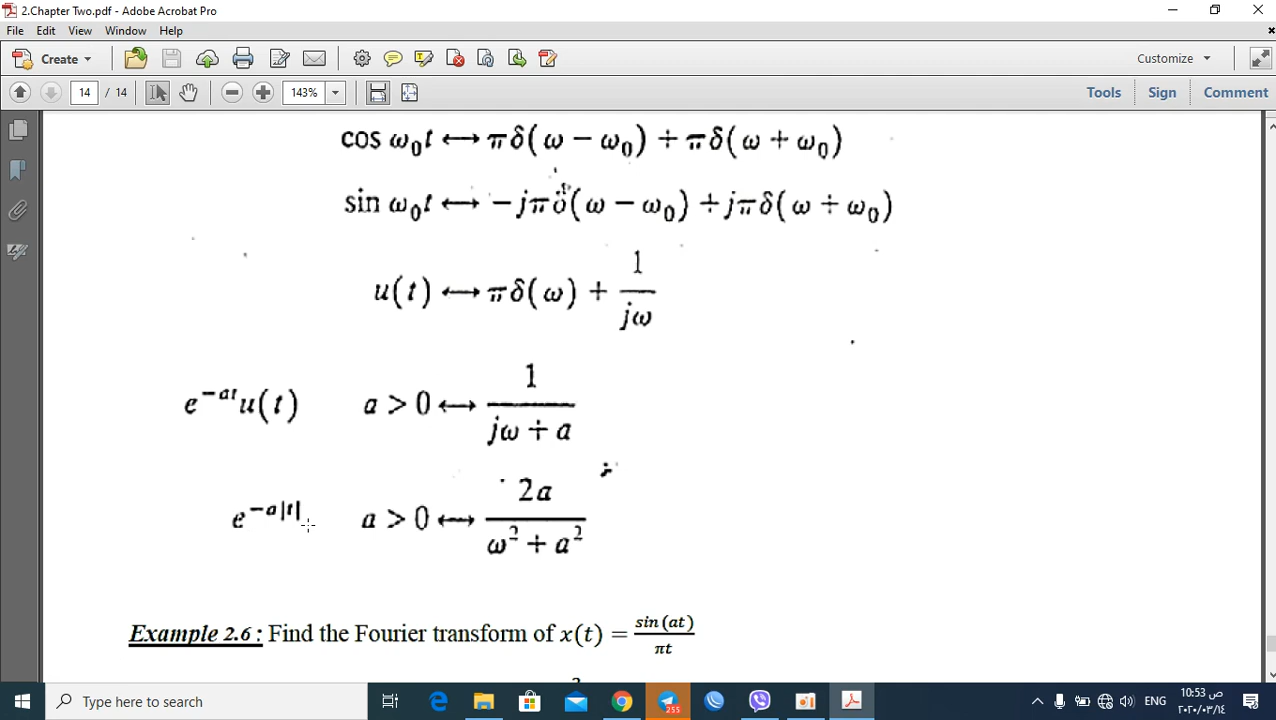 2.Chapter Two.pdf - Adobe Acrobat Pro
File Edit View Window Help
Create
Customize
14 / 14
143%
Tools
Sign
Comment
cos ω₀t ↔ πδ(ω − ω₀) + πδ(ω + ω₀)
sin ω₀t ↔ −jπδ(ω − ω₀) + jπδ(ω + ω₀)
u(t) ↔ πδ(ω) + 1/jω
e^{−at}u(t) a > 0 ↔ 1/(jω + a)
e^{−a|t|} a > 0 ↔ 2a/(ω² + a²)
Example 2.6 : Find the Fourier transform of x(t) = sin(at)/πt
Type here to search
255
ENG
10:53 ص